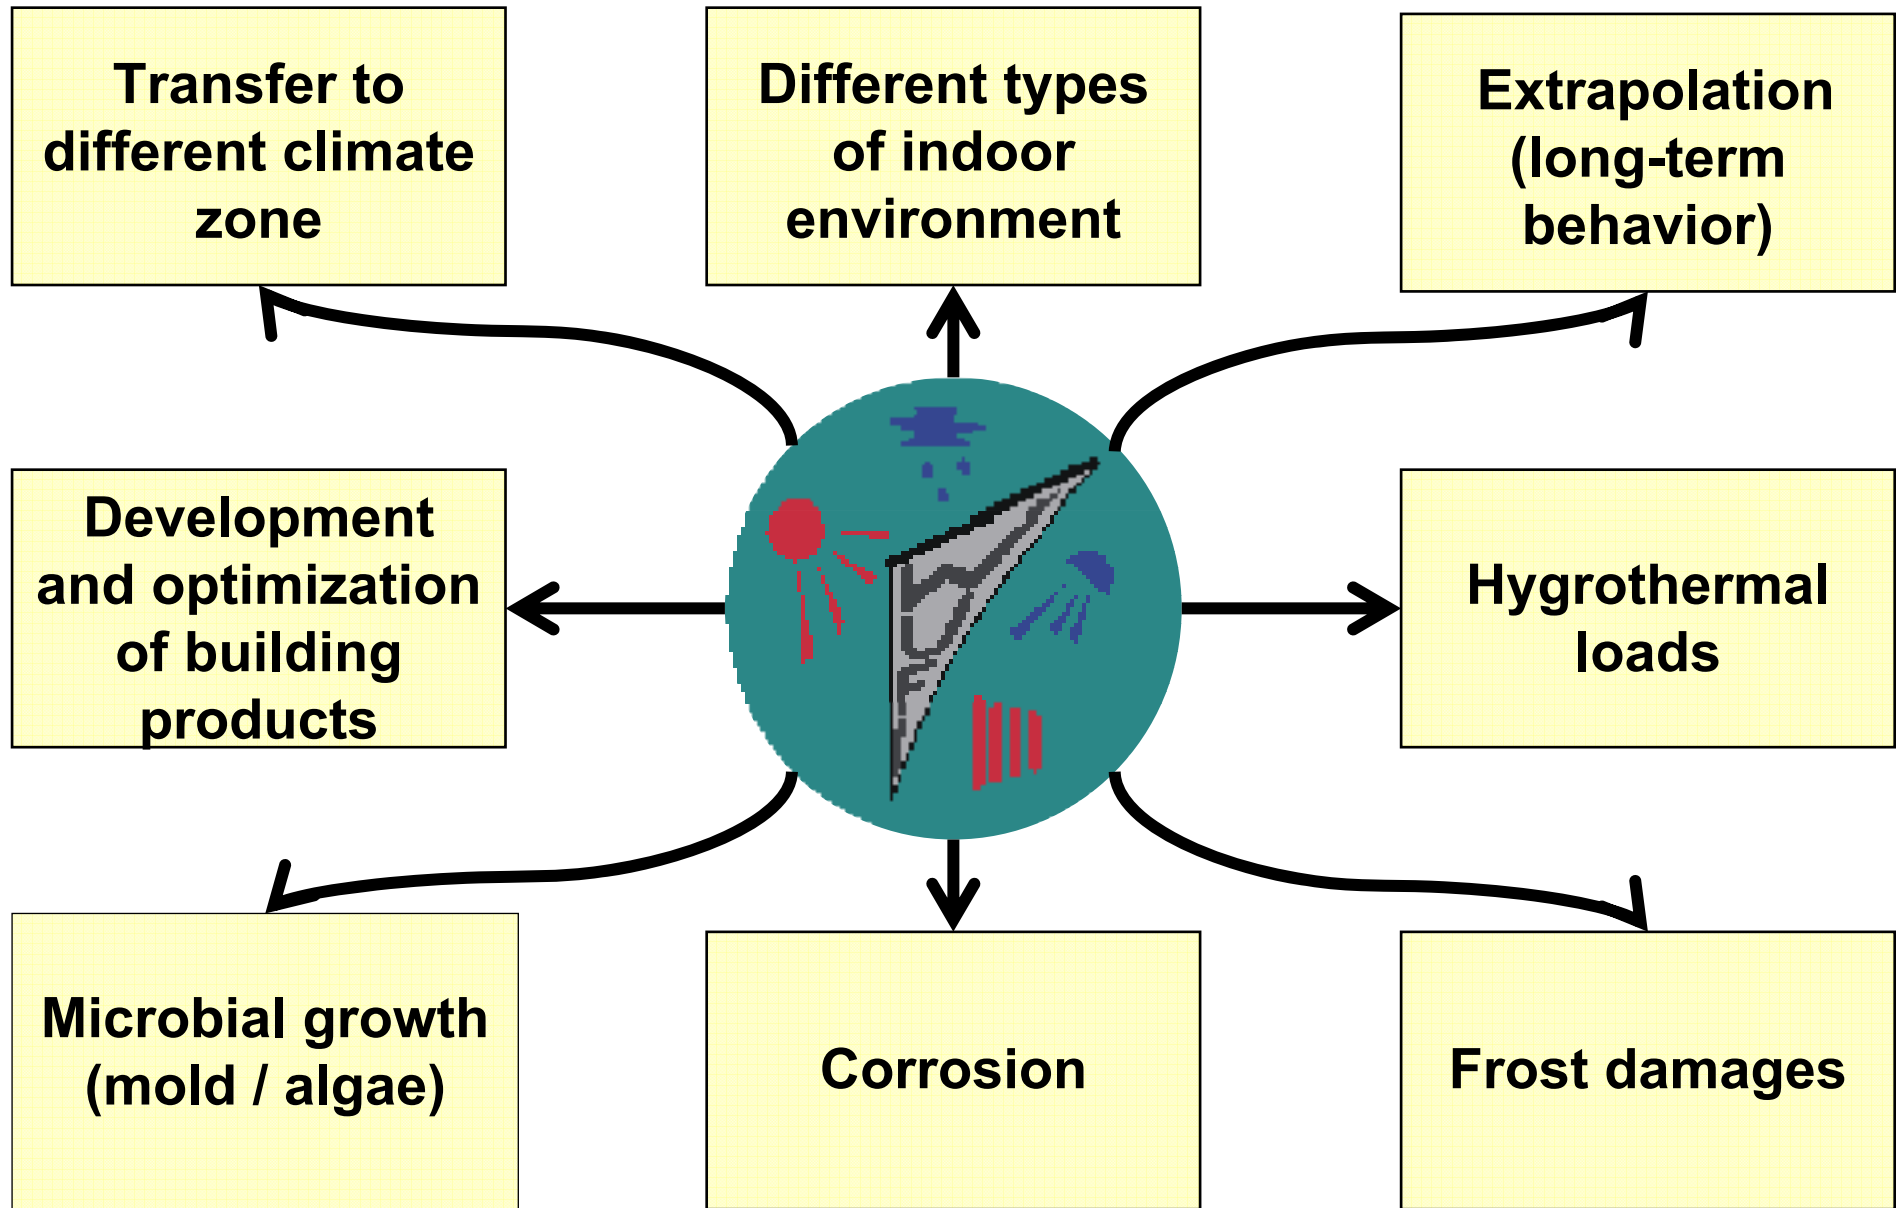 Transfer to
different climate
zone
Different types
of indoor
environment
Extrapolation
(long-term
behavior)
Development
and optimization
of building
products
Hygrothermal
loads
Microbial growth
(mold / algae)
Corrosion
Frost damages